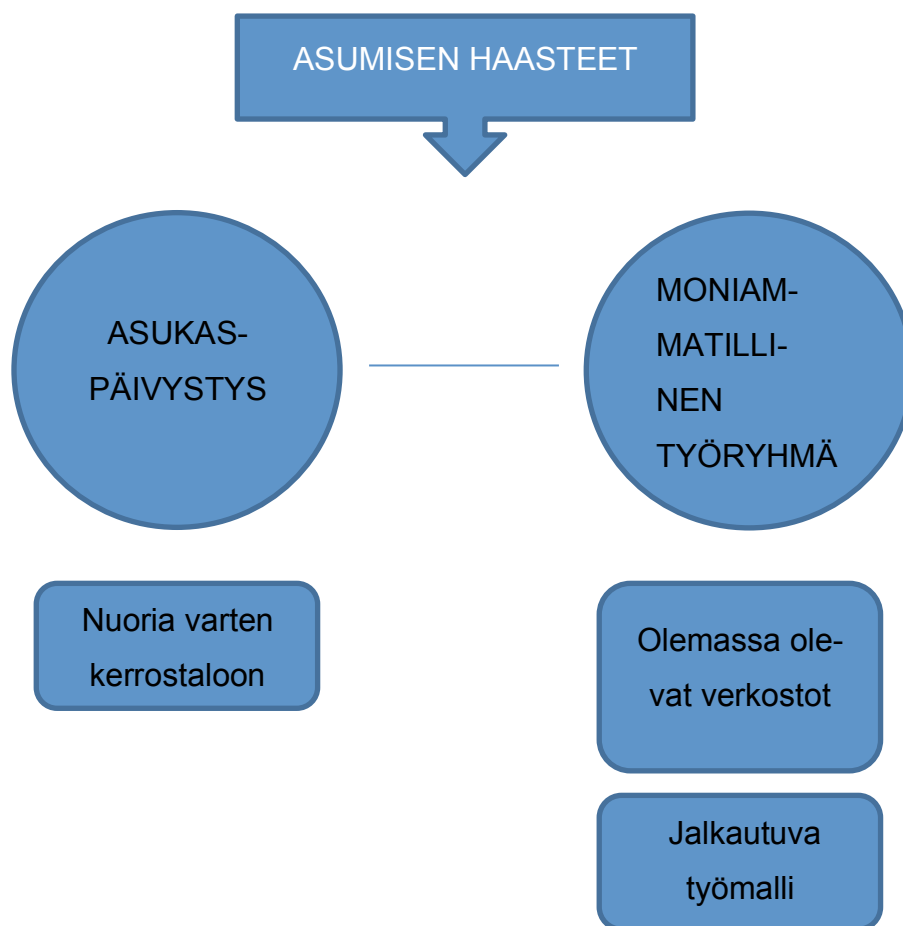 ASUMISEN HAASTEET
ASUKAS-
PÄIVYSTYS
MONIAM-
MATILLI-
NEN
TYÖRYHMÄ
Nuoria varten
kerrostaloon
Olemassa ole-
vat verkostot
Jalkautuva
työmalli